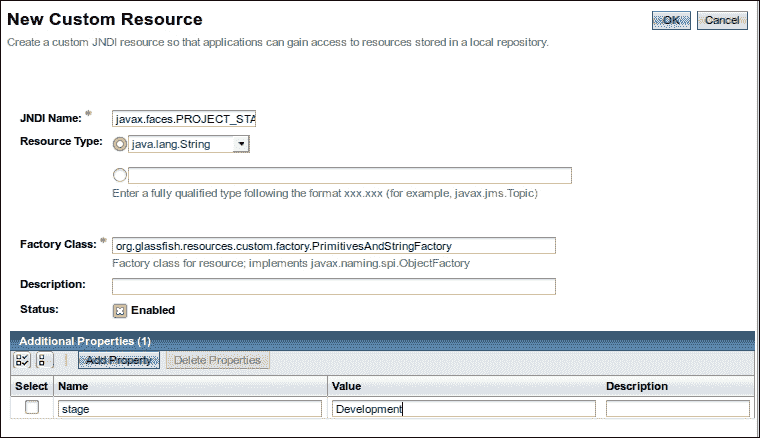 New Custom Resource
OK
Cancel
Create a custom JNDI resource so that applications can gain access to resources stored in a local repository.
JNDI Name: *
javax.faces.PROJECT_STA
Resource Type:
java.lang.String
Enter a fully qualified type following the format xxx.xxx (for example, javax.jms.Topic)
Factory Class: *
org.glassfish.resources.custom.factory.PrimitivesAndStringFactory
Factory class for resource; implements javax.naming.spi.ObjectFactory
Description:
Status:
Enabled
Additional Properties (1)
Add Property
Delete Properties
Select
Name
Value
Description
stage
Development